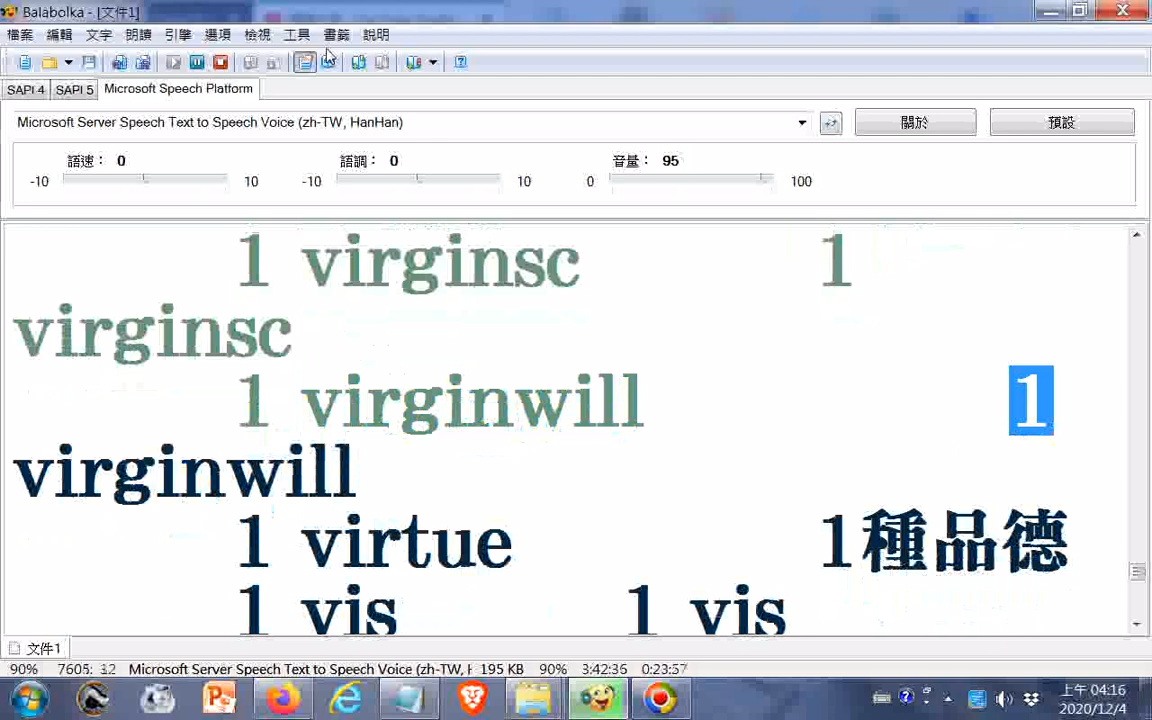 Balabolka - [文件1]
檔案 編輯 文字 朗讀 引擎 選項 檢視 工具 書籤 說明
SAPI 4 SAPI 5 Microsoft Speech Platform
Microsoft Server Speech Text to Speech Voice (zh-TW, HanHan) 關於 預設
語速： 0 語調： 0 音量： 95
-10 10 -10 10 0 100
1 virginsc 1
virginsc
1 virginwill 1
virginwill
1 virtue 1種品德
1 vis 1 vis
文件1
90% 7605: 12 Microsoft Server Speech Text to Speech Voice (zh-TW, H 195 KB 90% 3:42:36 0:23:57
上午 04:16
2020/12/4